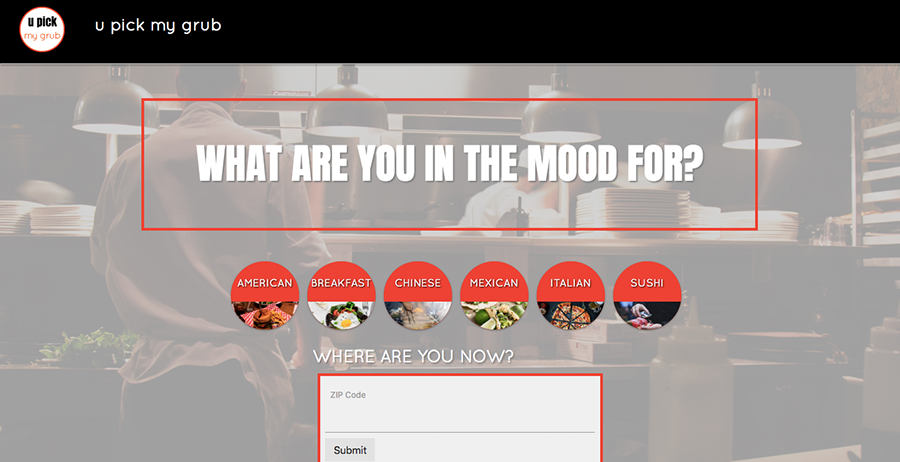 u pick
my grub
u pick my grub
WHAT ARE YOU IN THE MOOD FOR?
AMERICAN
BREAKFAST
CHINESE
MEXICAN
ITALIAN
SUSHI
WHERE ARE YOU NOW?
ZIP Code
Submit